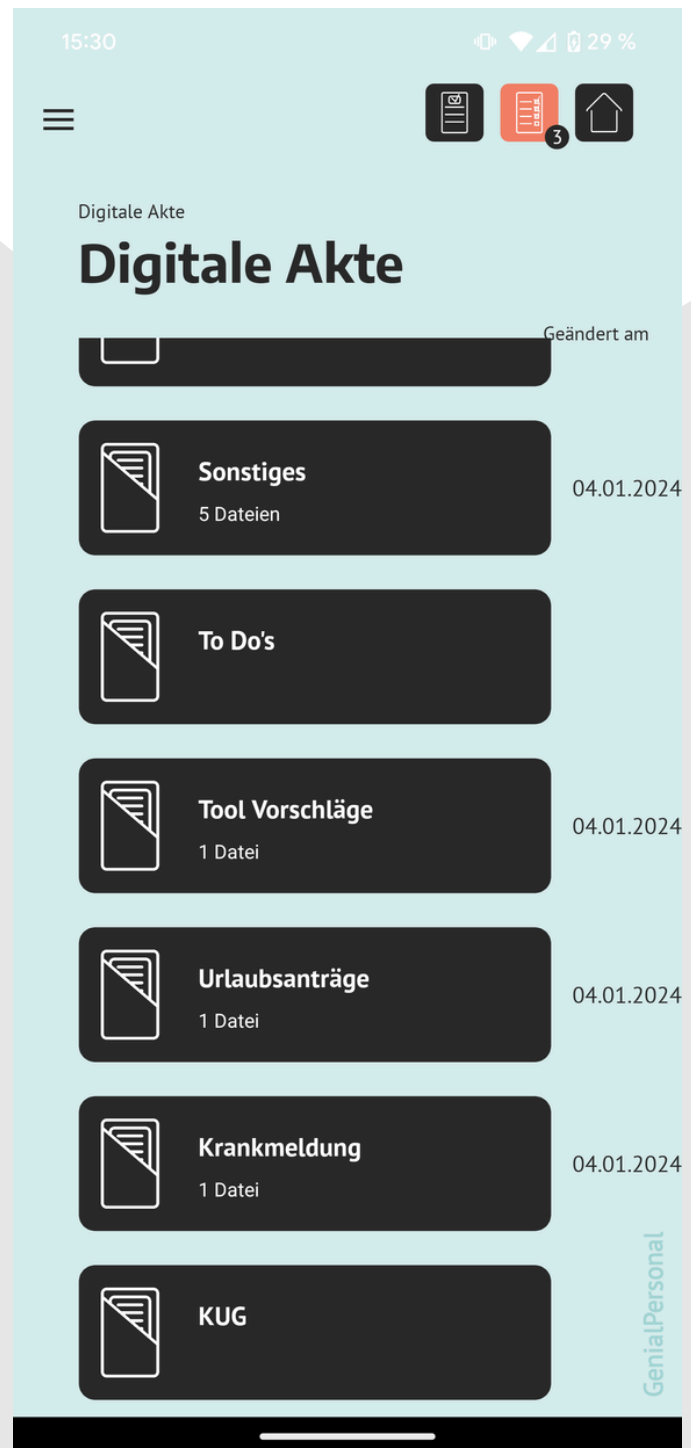 15:30
29 %
3
Digitale Akte
Digitale Akte
Geändert am
Sonstiges
5 Dateien
04.01.2024
To Do's
Tool Vorschläge
1 Datei
04.01.2024
Urlaubsanträge
1 Datei
04.01.2024
Krankmeldung
1 Datei
04.01.2024
KUG
GenialPersonal